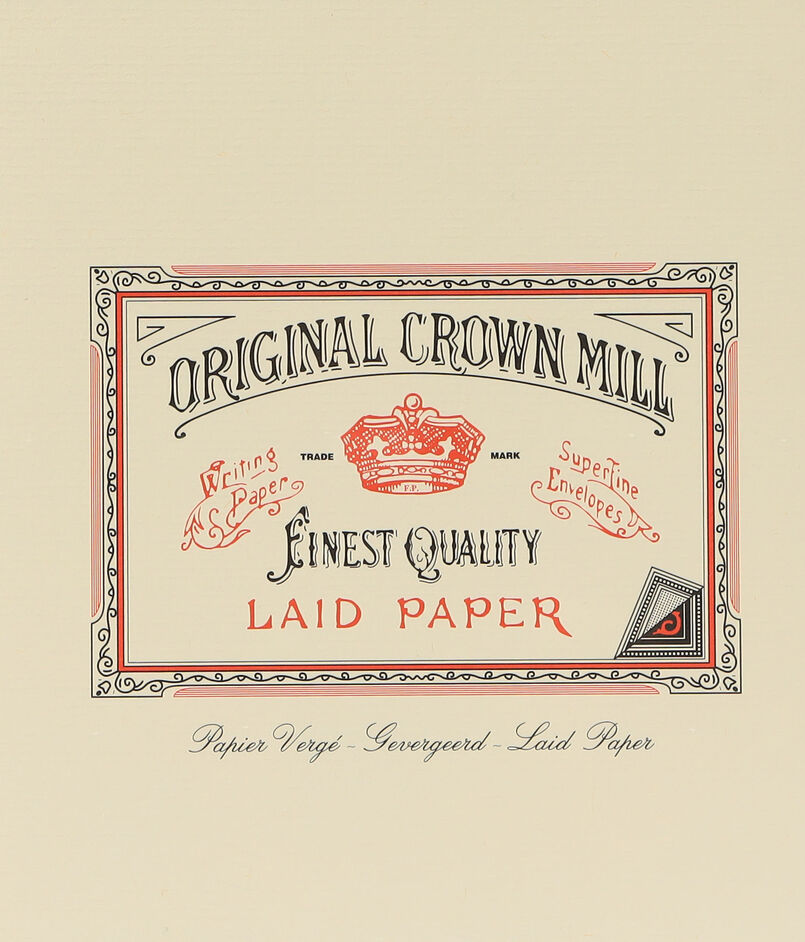 ORIGINAL CROWN MILL
TRADE MARK
Writing
Paper
Superfine
Envelopes
F.P.
FINEST QUALITY
LAID PAPER
Papier Vergé ~ Gevergeerd ~ Laid Paper